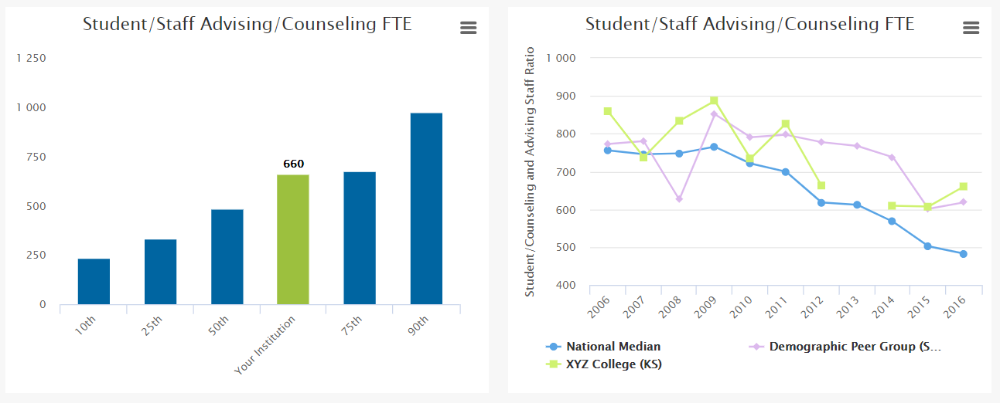 Student/Staff Advising/Counseling FTE
1 250
1 000
750
500
250
0
660
10th
25th
50th
Your Institution
75th
90th
Student/Staff Advising/Counseling FTE
Student/Counseling and Advising Staff Ratio
1 000
900
800
700
600
500
400
2006
2007
2008
2009
2010
2011
2012
2013
2014
2015
2016
National Median
Demographic Peer Group (S...
XYZ College (KS)